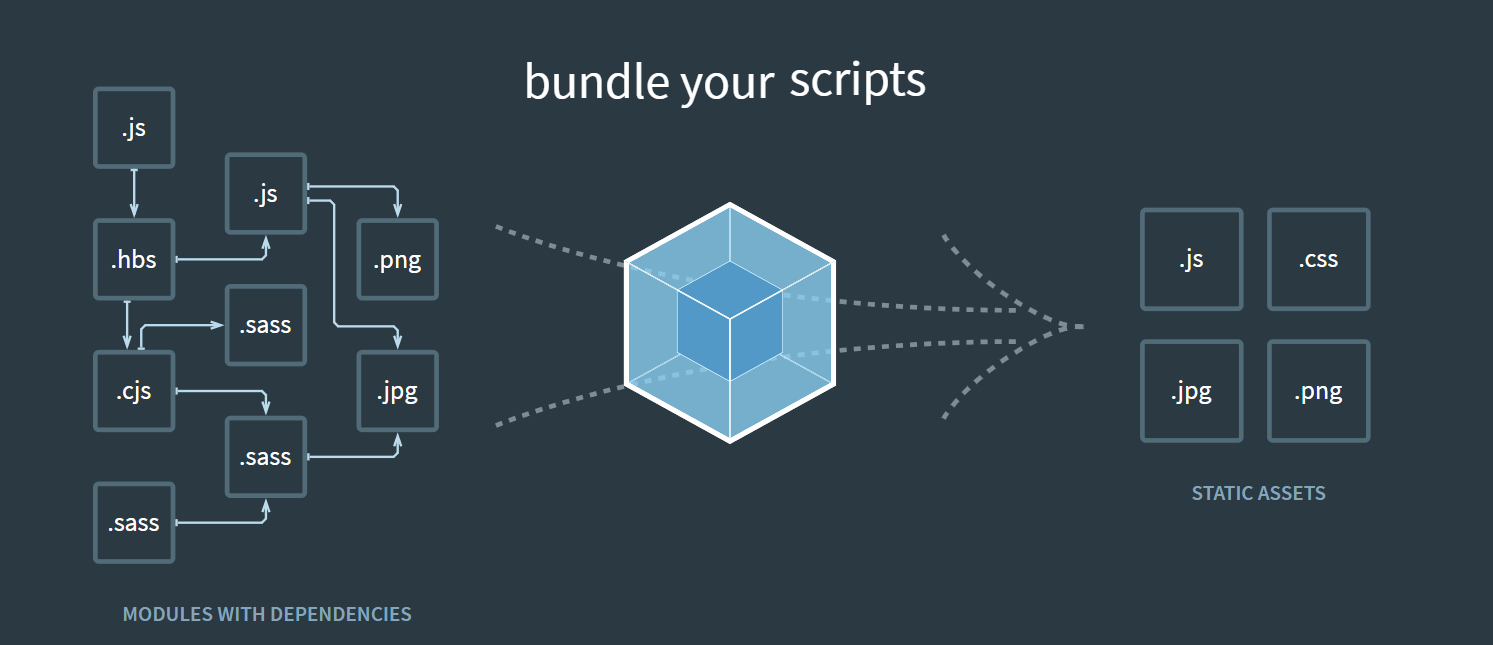 bundle your scripts
.js
.js
.hbs
.png
.sass
.cjs
.jpg
.sass
.sass
MODULES WITH DEPENDENCIES
.js
.css
.jpg
.png
STATIC ASSETS